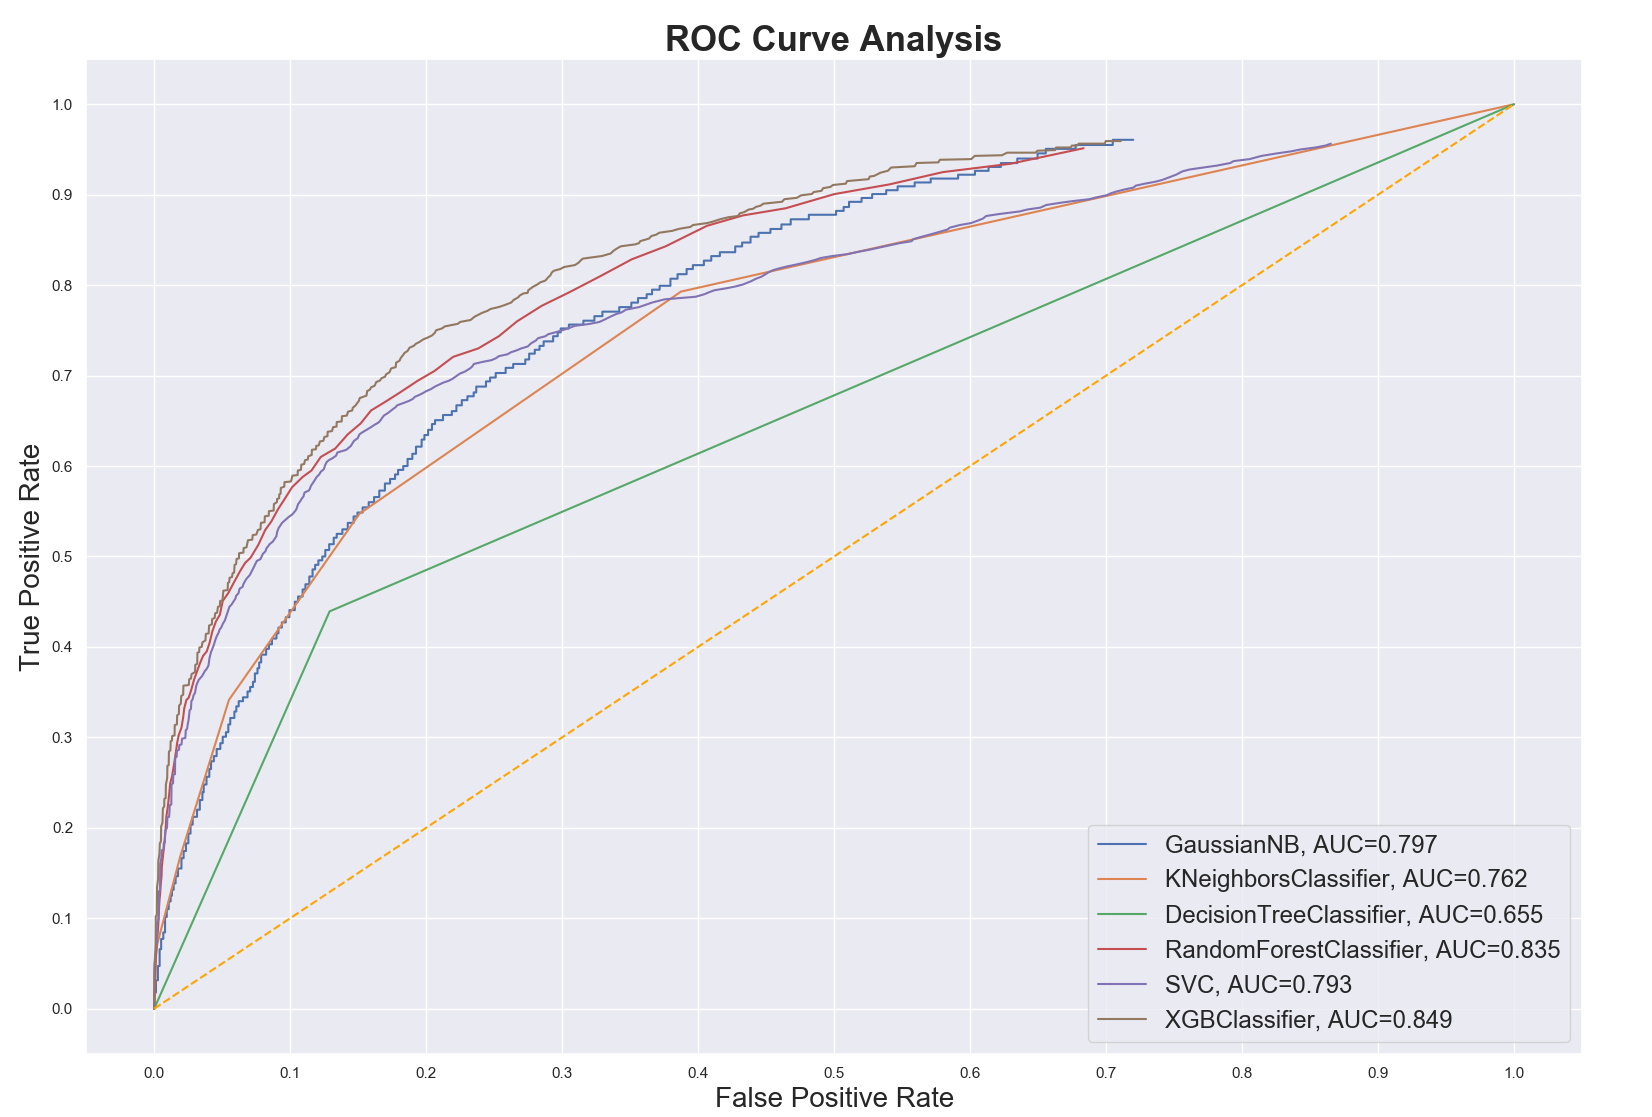 ROC Curve Analysis
True Positive Rate
1.0
0.9
0.8
0.7
0.6
0.5
0.4
0.3
0.2
0.1
0.0
GaussianNB, AUC=0.797
KNeighborsClassifier, AUC=0.762
DecisionTreeClassifier, AUC=0.655
RandomForestClassifier, AUC=0.835
SVC, AUC=0.793
XGBClassifier, AUC=0.849
0.0 0.1 0.2 0.3 0.4 0.5 0.6 0.7 0.8 0.9 1.0
False Positive Rate